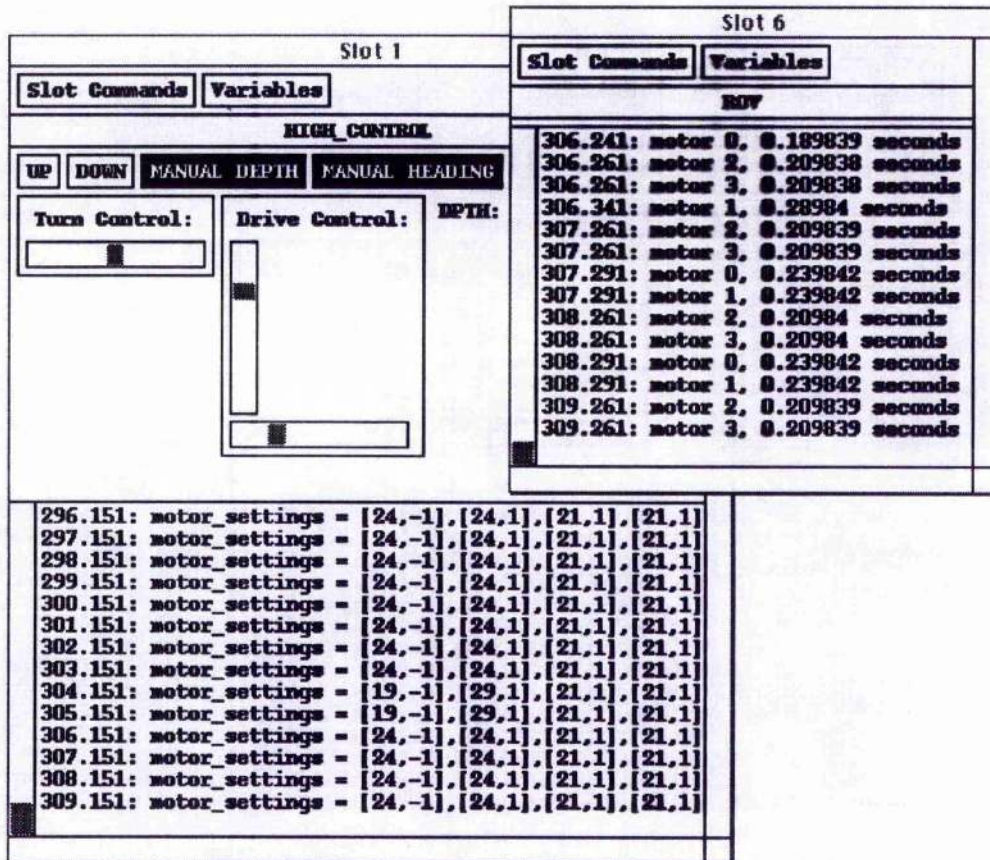 Slot 1
Slot Commands Variables
HIGH_CONTROL
UP DOWN MANUAL DEPTH MANUAL HEADING
Turn Control: Drive Control: DPTH:
296.151: motor_settings = [24,-1],[24,1],[21,1],[21,1]
297.151: motor_settings = [24,-1],[24,1],[21,1],[21,1]
298.151: motor_settings = [24,-1],[24,1],[21,1],[21,1]
299.151: motor_settings = [24,-1],[24,1],[21,1],[21,1]
300.151: motor_settings = [24,-1],[24,1],[21,1],[21,1]
301.151: motor_settings = [24,-1],[24,1],[21,1],[21,1]
302.151: motor_settings = [24,-1],[24,1],[21,1],[21,1]
303.151: motor_settings = [24,-1],[24,1],[21,1],[21,1]
304.151: motor_settings = [19,-1],[29,1],[21,1],[21,1]
305.151: motor_settings = [19,-1],[29,1],[21,1],[21,1]
306.151: motor_settings = [24,-1],[24,1],[21,1],[21,1]
307.151: motor_settings = [24,-1],[24,1],[21,1],[21,1]
308.151: motor_settings = [24,-1],[24,1],[21,1],[21,1]
309.151: motor_settings = [24,-1],[24,1],[21,1],[21,1]
Slot 6
Slot Commands Variables
ROV
306.241: motor 0, 0.189839 seconds
306.261: motor 2, 0.209838 seconds
306.261: motor 3, 0.209838 seconds
306.341: motor 1, 0.28984 seconds
307.261: motor 2, 0.209839 seconds
307.261: motor 3, 0.209839 seconds
307.291: motor 0, 0.239842 seconds
307.291: motor 1, 0.239842 seconds
308.261: motor 2, 0.20984 seconds
308.261: motor 3, 0.20984 seconds
308.291: motor 0, 0.239842 seconds
308.291: motor 1, 0.239842 seconds
309.261: motor 2, 0.209839 seconds
309.261: motor 3, 0.209839 seconds